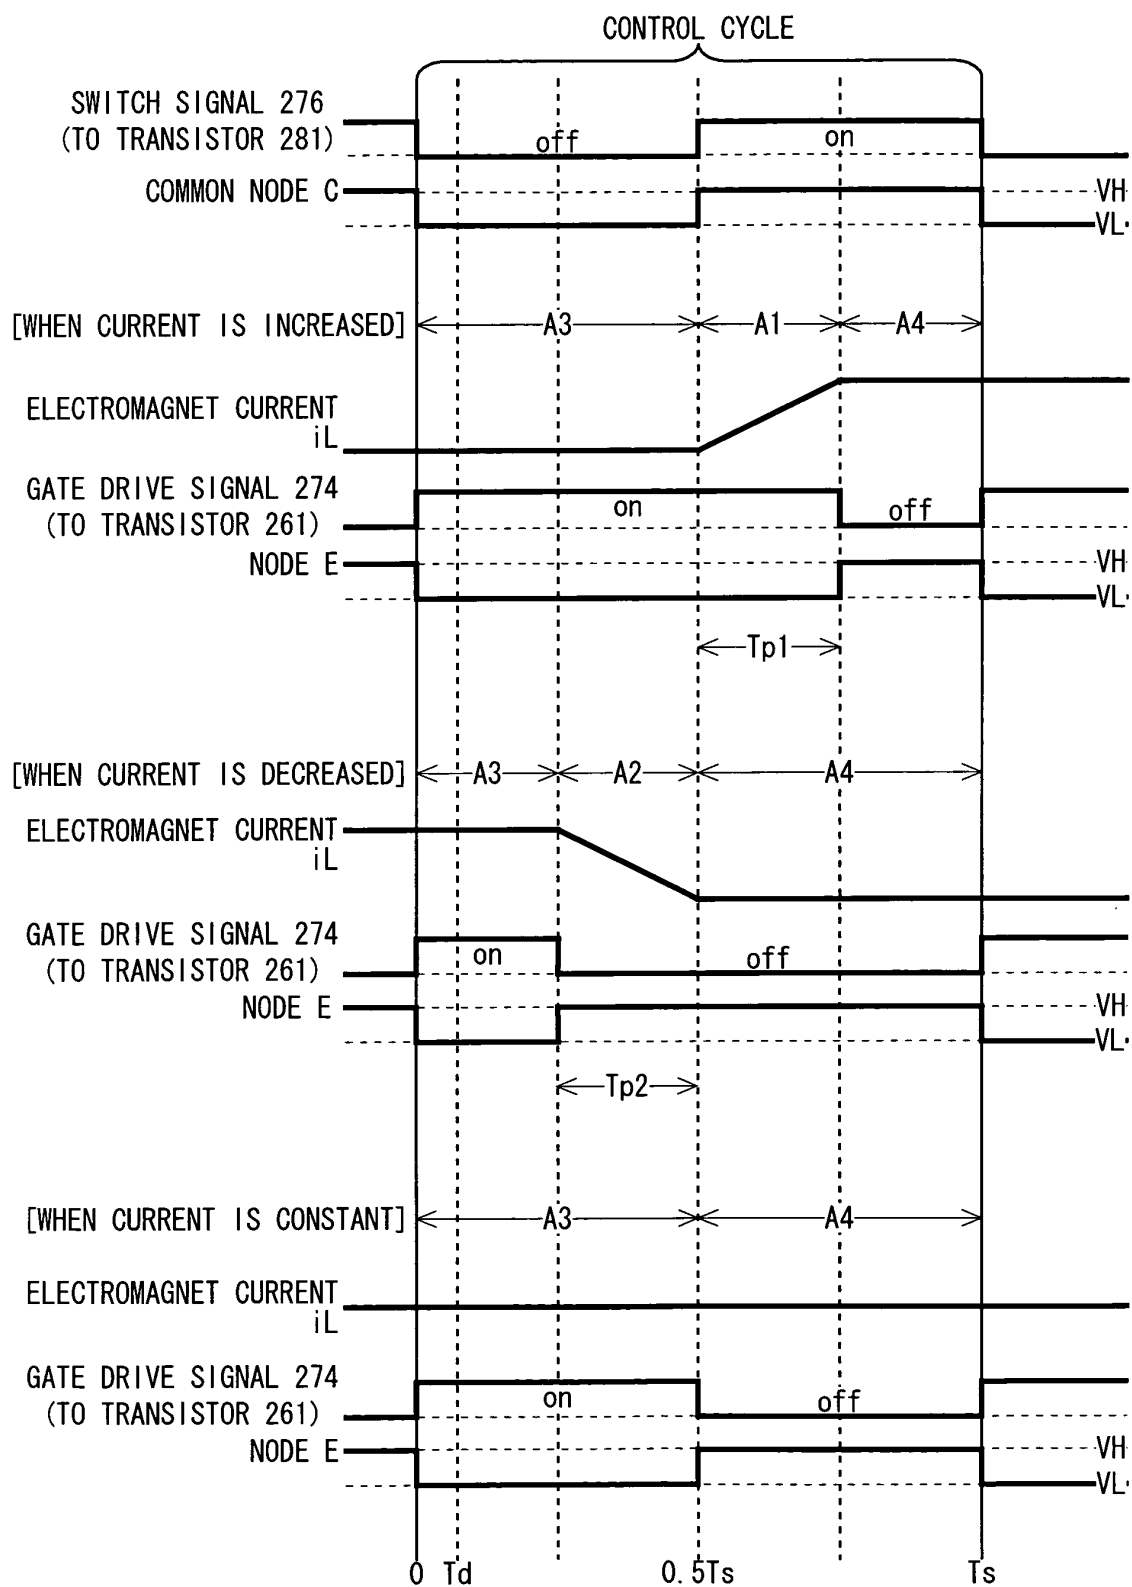 CONTROL CYCLE
SWITCH SIGNAL 276
(TO TRANSISTOR 281)
off
on
COMMON NODE C
VH
VL
[WHEN CURRENT IS INCREASED]
A3
A1
A4
ELECTROMAGNET CURRENT
iL
GATE DRIVE SIGNAL 274
(TO TRANSISTOR 261)
on
off
NODE E
VH
VL
Tp1
[WHEN CURRENT IS DECREASED]
A3
A2
A4
ELECTROMAGNET CURRENT
iL
GATE DRIVE SIGNAL 274
(TO TRANSISTOR 261)
on
off
NODE E
VH
VL
Tp2
[WHEN CURRENT IS CONSTANT]
A3
A4
ELECTROMAGNET CURRENT
iL
GATE DRIVE SIGNAL 274
(TO TRANSISTOR 261)
on
off
NODE E
VH
VL
0 Td 0.5Ts Ts